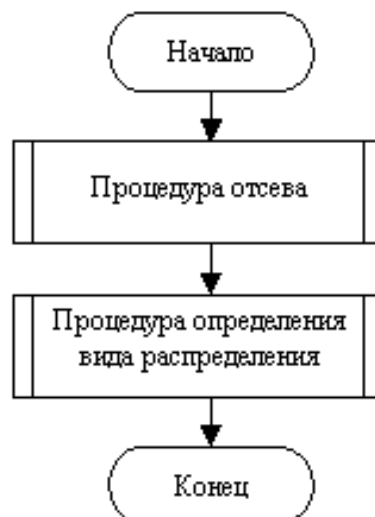 Начало
Процедура отсева
Процедура определения
вида распределения
Конец